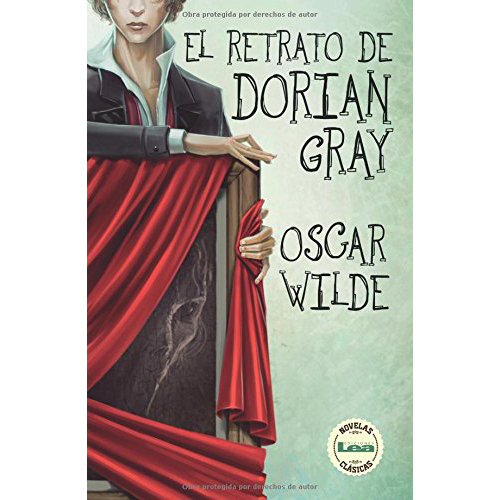 Obra protegida por derechos de autor
EL RETRATO DE
DORIAN
GRAY
OSCAR
WILDE
NOVELAS
EDICIONES
Lea
CLÁSICAS
Obra protegida por derechos de autor